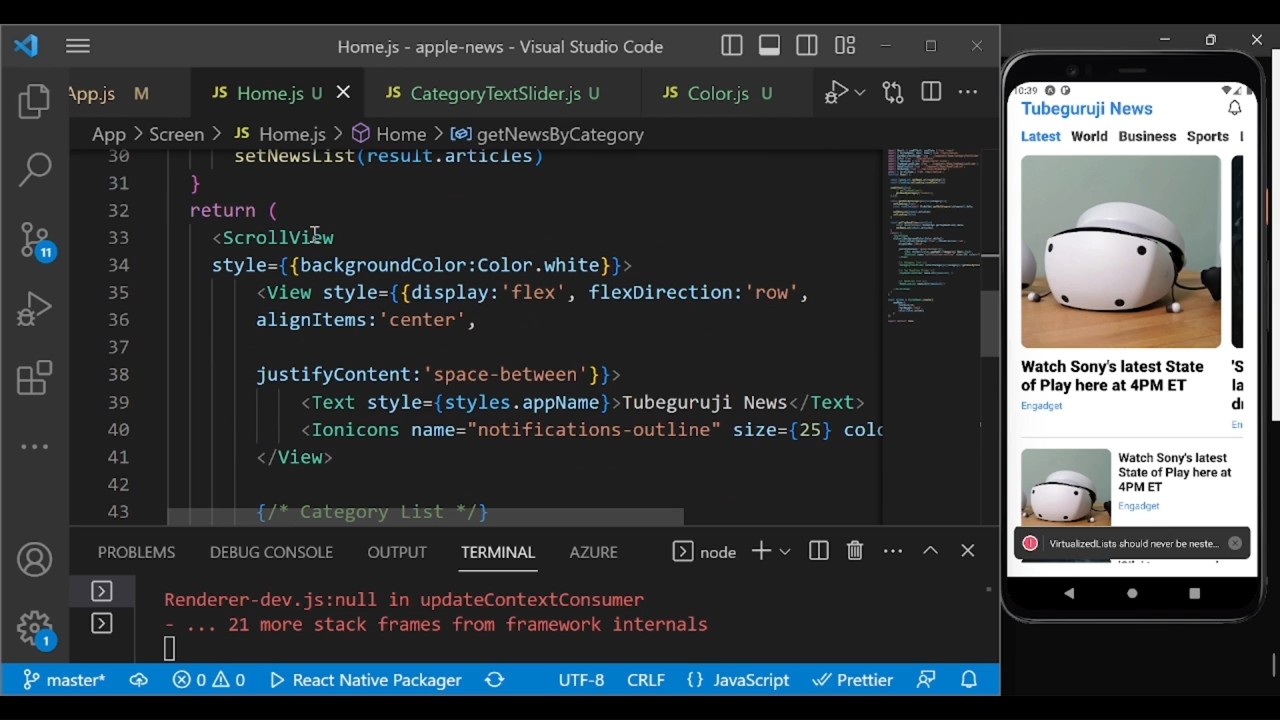 Home.js - apple-news - Visual Studio Code
App.js M
JS Home.js U
JS CategoryTextSlider.js U
JS Color.js U
App > Screen > JS Home.js > Home > getNewsByCategory
30 setNewsList(result.articles)
31 }
32 return (
33 <ScrollView
34 style={{backgroundColor:Color.white}}>
35 <View style={{display:'flex', flexDirection:'row',
36 alignItems:'center',
37
38 justifyContent:'space-between'}}>
39 <Text style={styles.appName}>Tubeguruji News</Text>
40 <Ionicons name="notifications-outline" size={25} colo
41 </View>
42
43 {/* Category List */}
PROBLEMS DEBUG CONSOLE OUTPUT TERMINAL AZURE
node
Renderer-dev.js:null in updateContextConsumer
- ... 21 more stack frames from framework internals
11
1
master* 0 0 React Native Packager UTF-8 CRLF {} JavaScript Prettier
10:39
Tubeguruji News
Latest World Business Sports
Watch Sony's latest State
of Play here at 4PM ET
Engadget
'S
la
di
En
Watch Sony's latest
State of Play here at
4PM ET
Engadget
VirtualizedLists should never be neste...